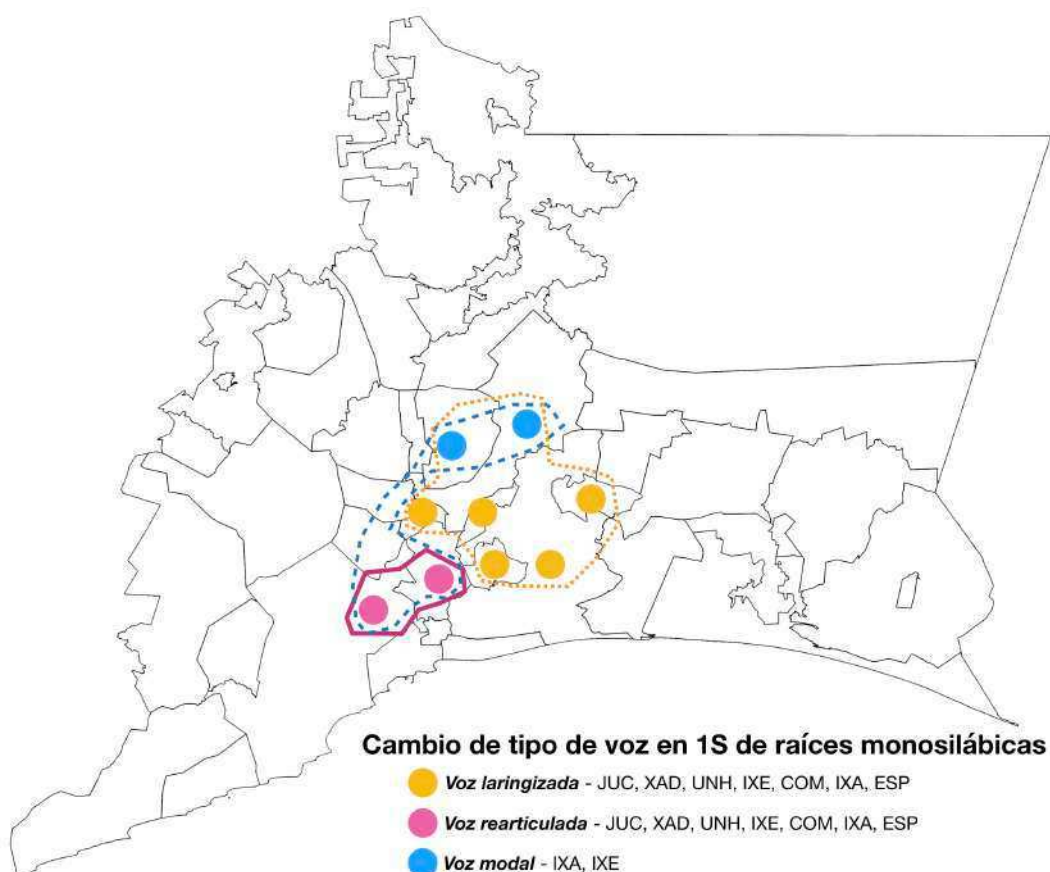 Cambio de tipo de voz en 1S de raíces monosilábicas
Voz laringizada - JUC, XAD, UNH, IXE, COM, IXA, ESP
Voz rearticulada - JUC, XAD, UNH, IXE, COM, IXA, ESP
Voz modal - IXA, IXE